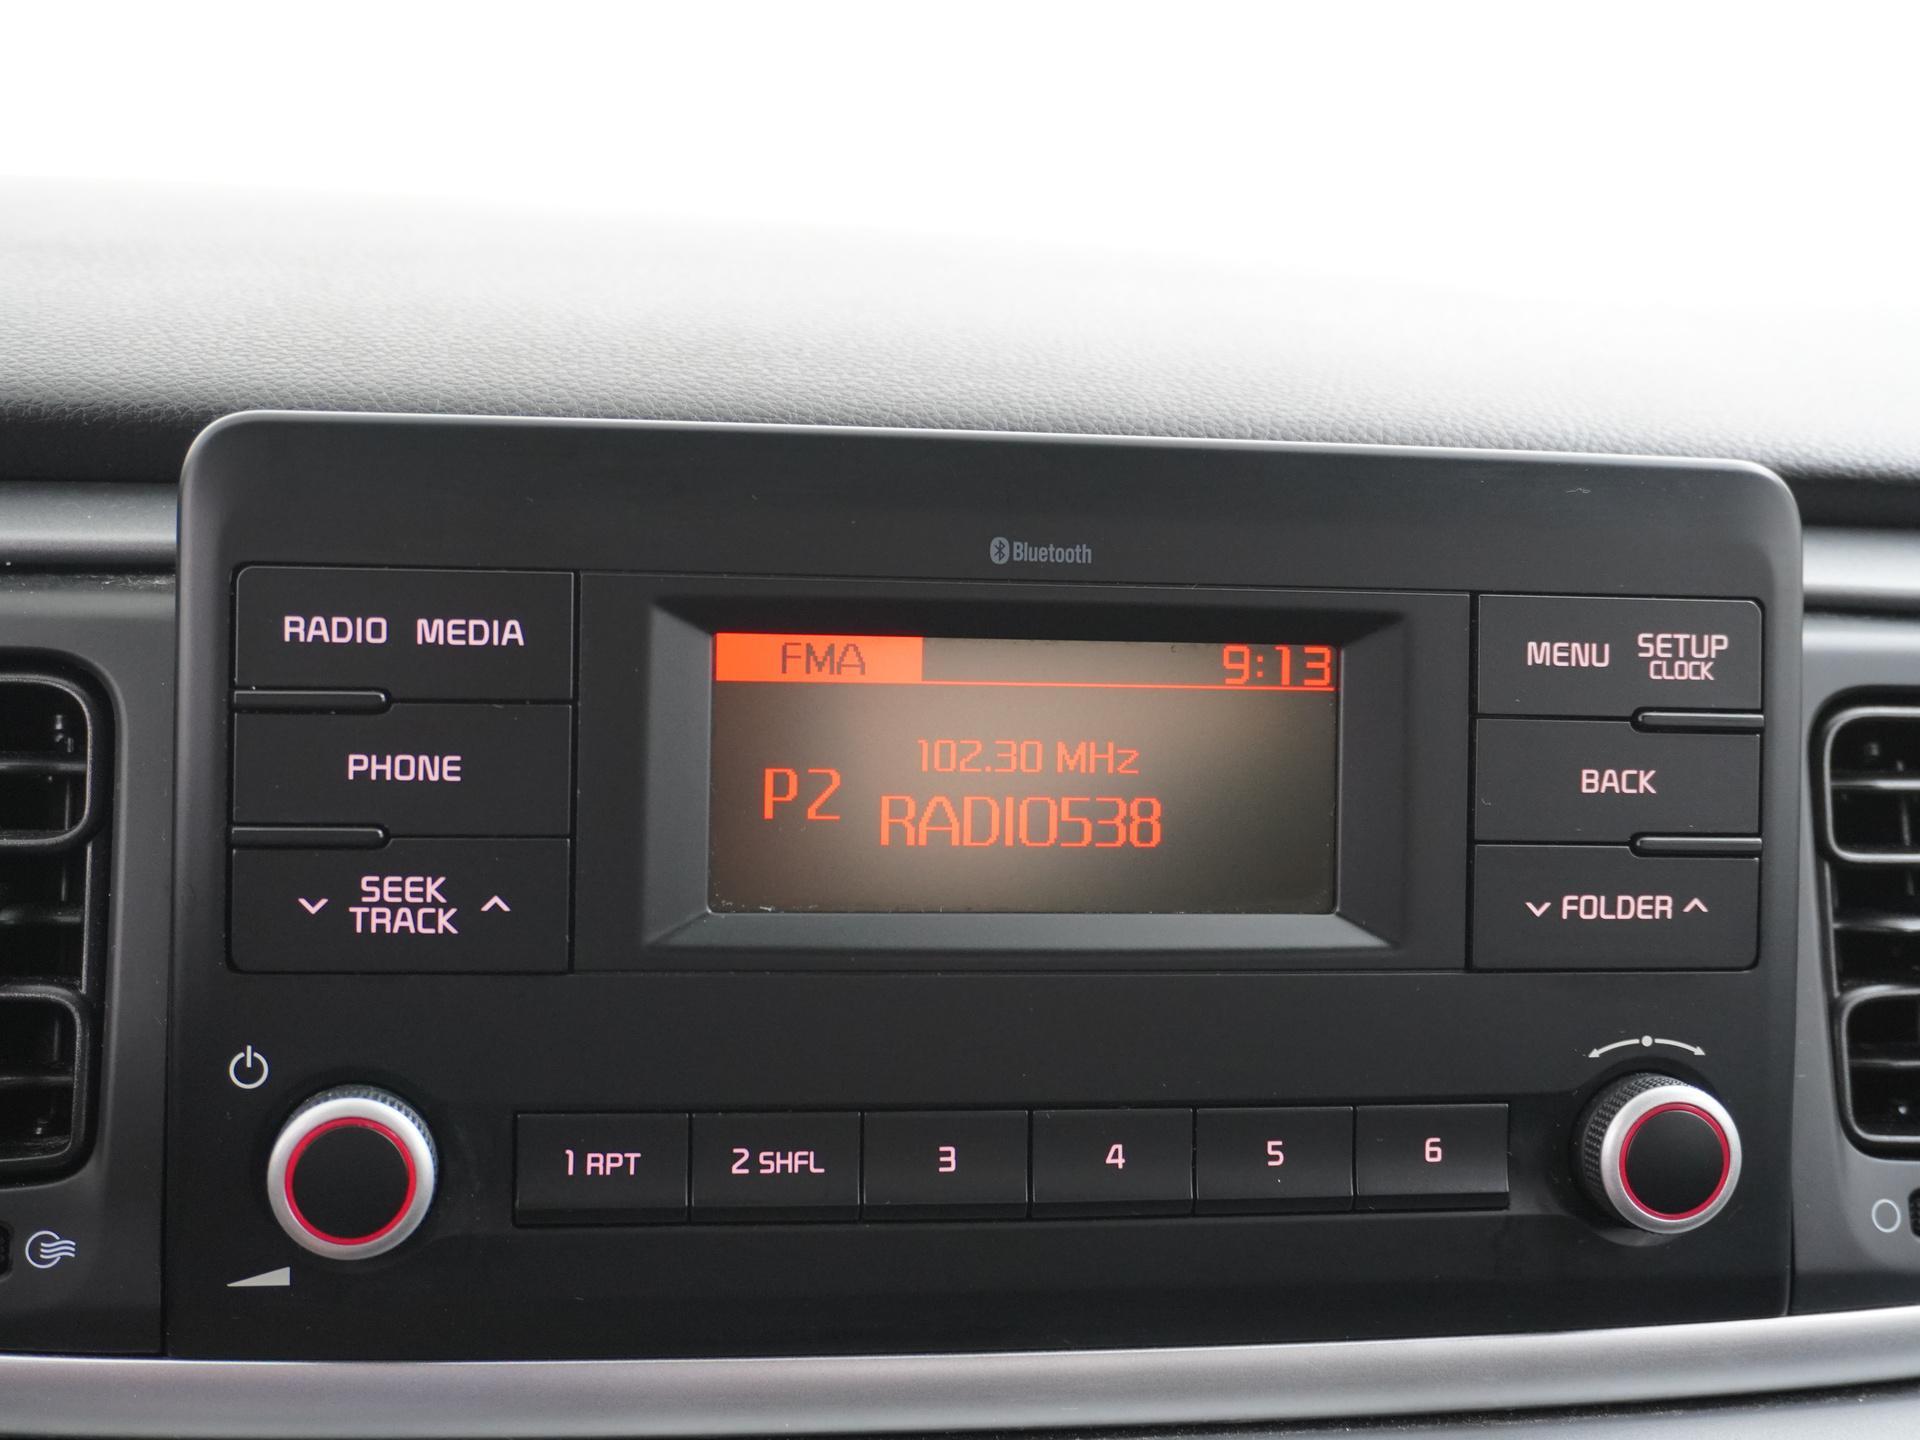 Bluetooth
RADIO MEDIA
PHONE
SEEK
TRACK
FMA 9:13
102.30 MHz
P2
RADIO538
MENU SETUP
CLOCK
BACK
FOLDER
1 RPT
2 SHFL
3
4
5
6